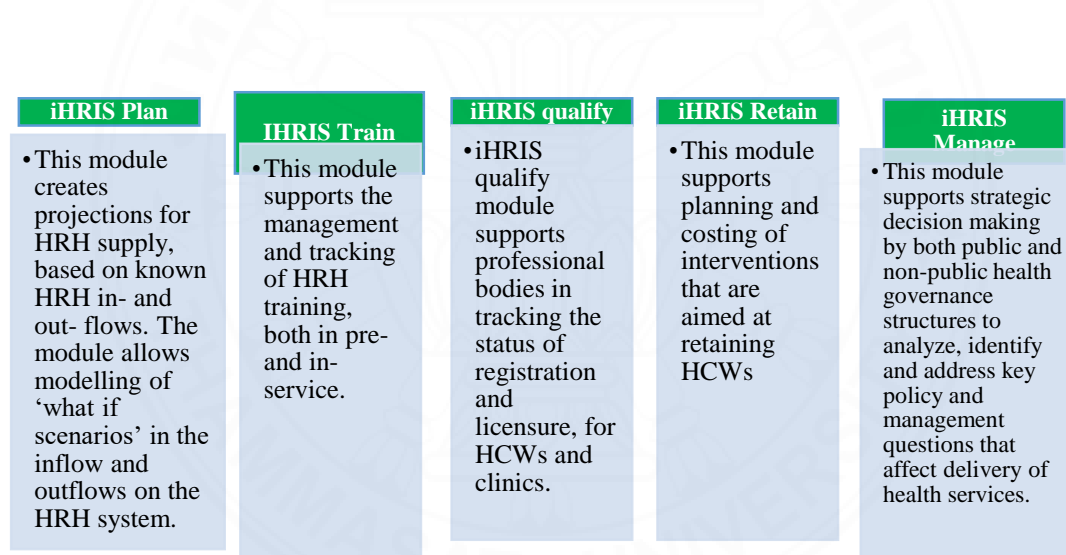 iHRIS Plan
•This module
creates
projections for
HRH supply,
based on known
HRH in- and
out- flows. The
module allows
modelling of
‘what if
scenarios’ in the
inflow and
outflows on the
HRH system.
IHRIS Train
•This module
supports the
management
and tracking
of HRH
training,
both in pre-
and in-
service.
iHRIS qualify
•iHRIS
qualify
module
supports
professional
bodies in
tracking the
status of
registration
and
licensure, for
HCWs and
clinics.
iHRIS Retain
•This module
supports
planning and
costing of
interventions
that are
aimed at
retaining
HCWs
iHRIS
Manage
•This module
supports strategic
decision making
by both public and
non-public health
governance
structures to
analyze, identify
and address key
policy and
management
questions that
affect delivery of
health services.